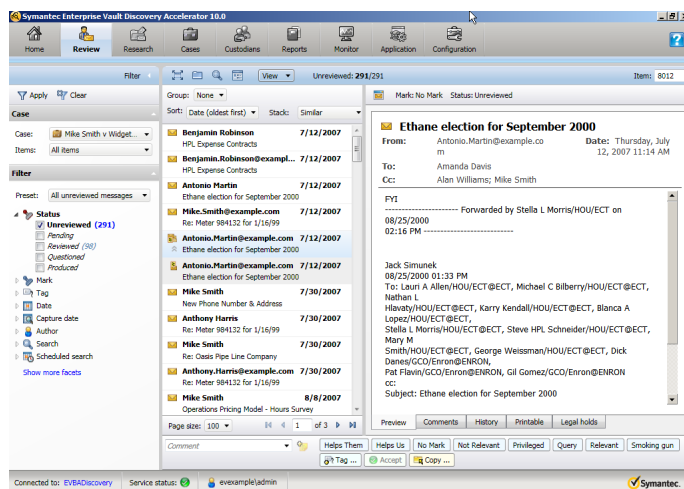 Symantec Enterprise Vault Discovery Accelerator 10.0
Home Review Research Cases Custodians Reports Monitor Application Configuration
Filter
View
Unreviewed: 291/291
Item: 8012
Apply Clear
Case
Case: Mike Smith v Widget...
Items: All items
Filter
Preset: All unreviewed messages
Status
Unreviewed (291)
Pending
Reviewed (98)
Questioned
Produced
Mark
Tag
Date
Capture date
Author
Search
Scheduled search
Show more facets
Group: None
Sort: Date (oldest first) Stack: Similar
Benjamin Robinson 7/12/2007
HPL Expense Contracts
Benjamin.Robinson@exampl... 7/12/2007
HPL Expense Contracts
Antonio Martin 7/12/2007
Ethane election for September 2000
Mike.Smith@example.com 7/12/2007
Re: Meter 984132 for 1/16/99
Antonio.Martin@example.com 7/12/2007
Ethane election for September 2000
Antonio.Martin@example.com 7/12/2007
Ethane election for September 2000
Mike Smith 7/30/2007
New Phone Number & Address
Anthony Harris 7/30/2007
Re: Meter 984132 for 1/16/99
Mike Smith 7/30/2007
Re: Oasis Pipe Line Company
Anthony.Harris@example.com 7/30/2007
Re: Meter 984132 for 1/16/99
Mike Smith 8/8/2007
Operations Pricing Model - Hours Survey
Page size: 100 1 of 3
Mark: No Mark Status: Unreviewed
Ethane election for September 2000
From: Antonio.Martin@example.co
m
Date: Thursday, July
12, 2007 11:14 AM
To: Amanda Davis
Cc: Alan Williams; Mike Smith
FYI
---------------------- Forwarded by Stella L Morris/HOU/ECT on
08/25/2000
02:16 PM ---------------------------
Jack Simunek
08/25/2000 01:33 PM
To: Lauri A Allen/HOU/ECT@ECT, Michael C Bilberry/HOU/ECT@ECT,
Nathan L
Hlavaty/HOU/ECT@ECT, Karry Kendall/HOU/ECT@ECT, Blanca A
Lopez/HOU/ECT@ECT,
Stella L Morris/HOU/ECT@ECT, Steve HPL Schneider/HOU/ECT@ECT,
Mary M
Smith/HOU/ECT@ECT, George Weissman/HOU/ECT@ECT, Dick
Danes/GCO/Enron@ENRON,
Pat Flavin/GCO/Enron@ENRON, Gil Gomez/GCO/Enron@ENRON
cc:
Subject: Ethane election for September 2000
Preview Comments History Printable Legal holds
Comment
Helps Them Helps Us No Mark Not Relevant Privileged Query Relevant Smoking gun
Tag ... Accept Copy ...
Connected to: EVBADiscovery Service status: evexample\admin
Symantec.